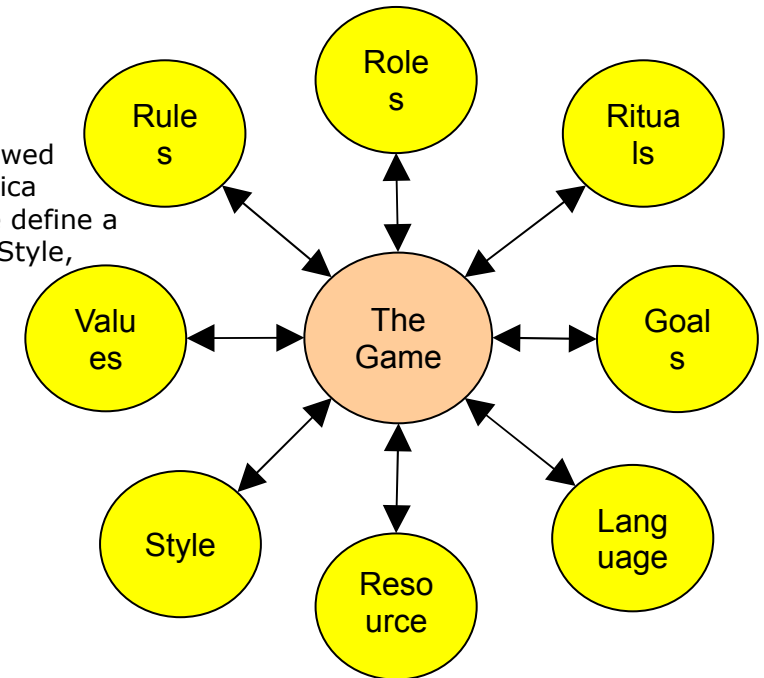 Role
s
Rule
s
Ritua
ls
wed
ica
define a
Style,
Valu
es
The
Game
Goal
s
Style
Lang
uage
Reso
urce